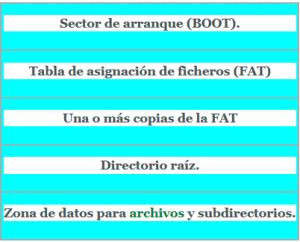 Sector de arranque (BOOT).
Tabla de asignación de ficheros (FAT)
Una o más copias de la FAT
Directorio raíz.
Zona de datos para archivos y subdirectorios.